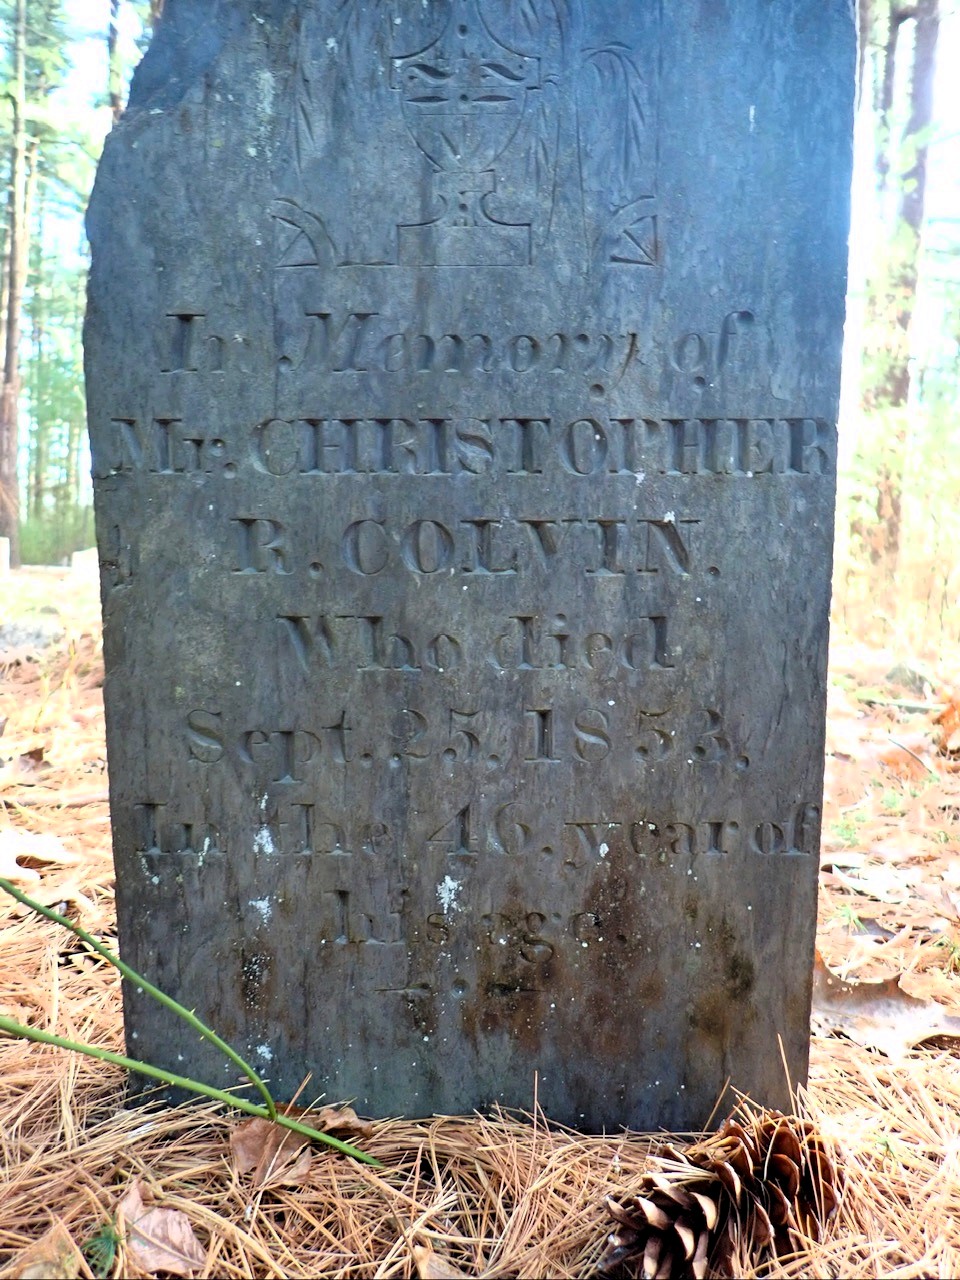 In Memory of
Mr. CHRISTOPHER
R. COLVIN.
Who died
Sept. 25, 1853,
In the 46. year of
his age.